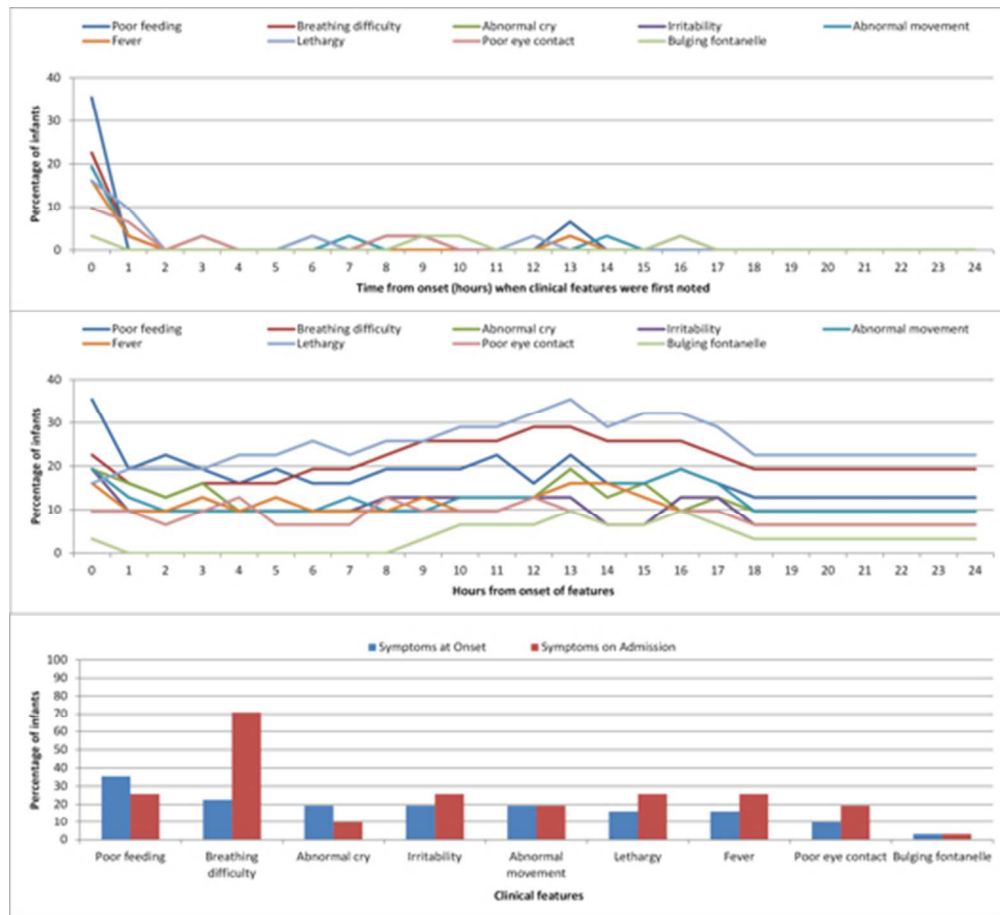 Poor feeding Breathing difficulty Abnormal cry Irritability Abnormal movement
Fever Lethargy Poor eye contact Bulging fontanelle
40
30
20
10
0
Percentage of infants
0 1 2 3 4 5 6 7 8 9 10 11 12 13 14 15 16 17 18 19 20 21 22 23 24
Time from onset (hours) when clinical features were first noted
Poor feeding Breathing difficulty Abnormal cry Irritability Abnormal movement
Fever Lethargy Poor eye contact Bulging fontanelle
40
30
20
10
0
Percentage of infants
0 1 2 3 4 5 6 7 8 9 10 11 12 13 14 15 16 17 18 19 20 21 22 23 24
Hours from onset of features
Symptoms at Onset Symptoms on Admission
100
90
80
70
60
50
40
30
20
10
0
Percentage of infants
Poor feeding Breathing difficulty Abnormal cry Irritability Abnormal movement Lethargy Fever Poor eye contact Bulging fontanelle
Clinical features